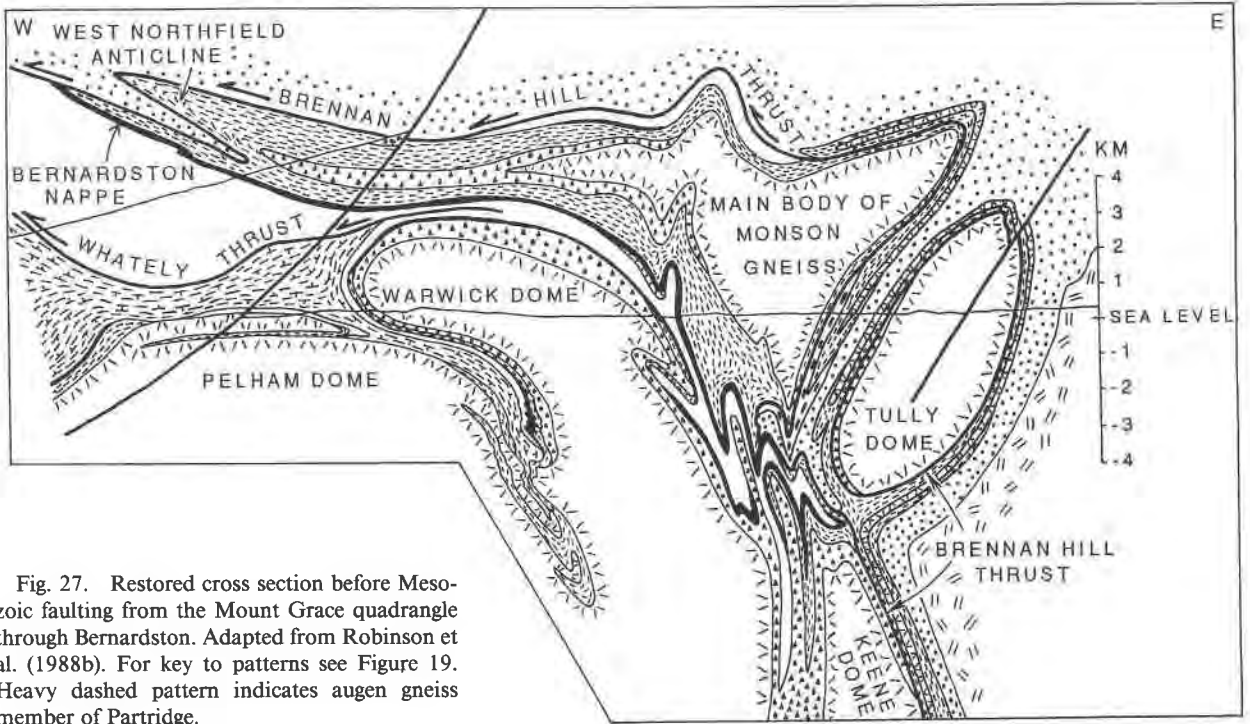 W
E
WEST NORTHFIELD
ANTICLINE
BRENNAN
HILL
THRUST
BERNARDSTON
NAPPE
KM
4
3
2
1
SEA LEVEL
-1
-2
-3
-4
MAIN BODY OF
MONSON
GNEISS
WHATELY
THRUST
WARWICK DOME
PELHAM DOME
TULLY
DOME
BRENNAN HILL
THRUST
KEENE
DOME
Fig. 27. Restored cross section before Meso-
zoic faulting from the Mount Grace quadrangle
through Bernardston. Adapted from Robinson et
al. (1988b). For key to patterns see Figure 19.
Heavy dashed pattern indicates augen gneiss
member of Partridge.